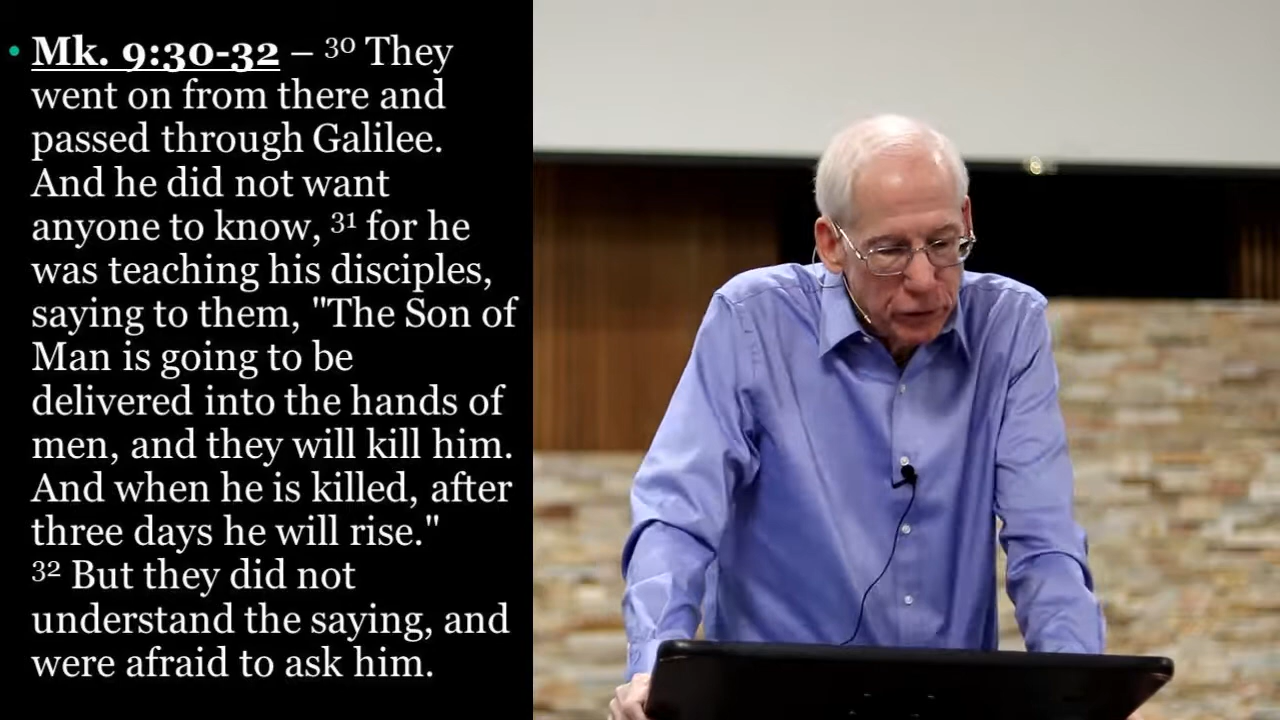 • Mk. 9:30-32 – ³⁰ They
went on from there and
passed through Galilee.
And he did not want
anyone to know, ³¹ for he
was teaching his disciples,
saying to them, "The Son of
Man is going to be
delivered into the hands of
men, and they will kill him.
And when he is killed, after
three days he will rise."
³² But they did not
understand the saying, and
were afraid to ask him.